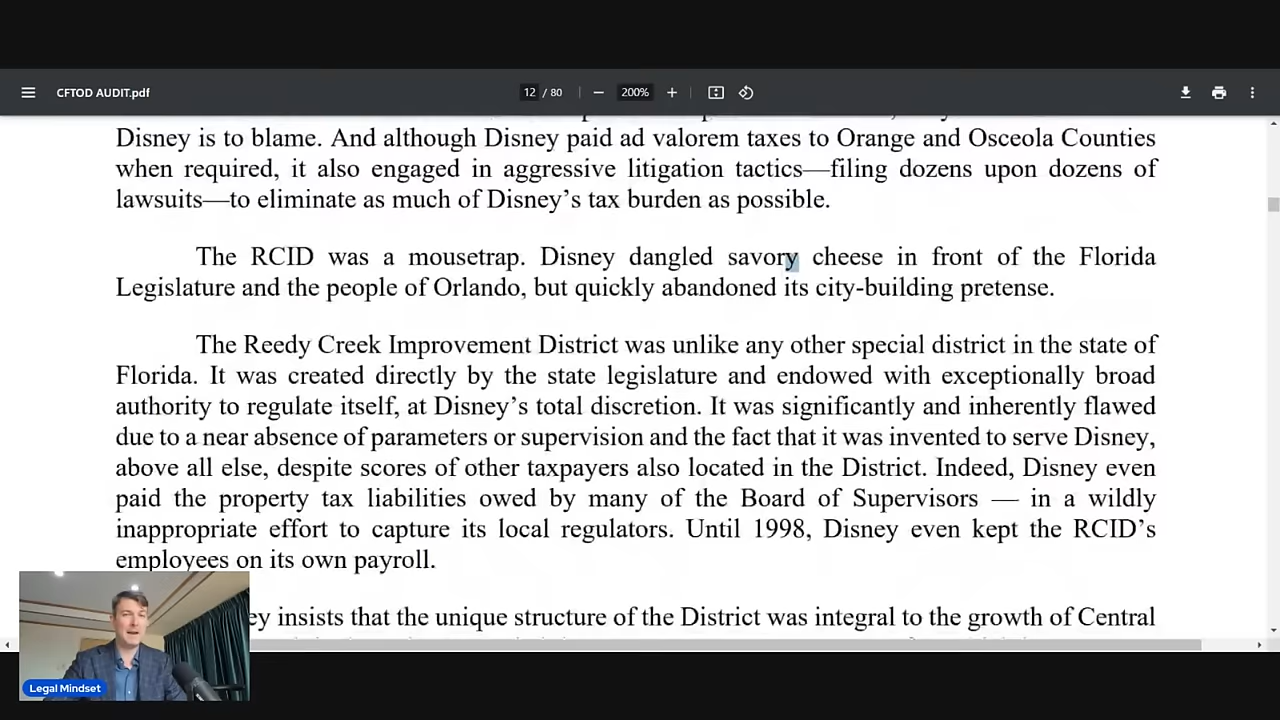 CFTOD AUDIT.pdf
12 / 80
200%
Disney is to blame. And although Disney paid ad valorem taxes to Orange and Osceola Counties
when required, it also engaged in aggressive litigation tactics—filing dozens upon dozens of
lawsuits—to eliminate as much of Disney’s tax burden as possible.
The RCID was a mousetrap. Disney dangled savory cheese in front of the Florida
Legislature and the people of Orlando, but quickly abandoned its city-building pretense.
The Reedy Creek Improvement District was unlike any other special district in the state of
Florida. It was created directly by the state legislature and endowed with exceptionally broad
authority to regulate itself, at Disney’s total discretion. It was significantly and inherently flawed
due to a near absence of parameters or supervision and the fact that it was invented to serve Disney,
above all else, despite scores of other taxpayers also located in the District. Indeed, Disney even
paid the property tax liabilities owed by many of the Board of Supervisors — in a wildly
inappropriate effort to capture its local regulators. Until 1998, Disney even kept the RCID’s
employees on its own payroll.
ey insists that the unique structure of the District was integral to the growth of Central
Legal Mindset